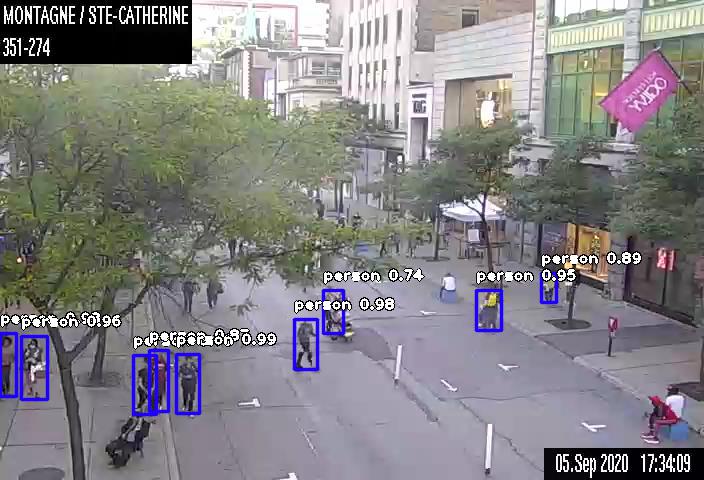 MONTAGNE / STE-CATHERINE
351-274
person 0.89
person 0.74
person 0.95
person 0.98
person 0.96
0.99
05.Sep 2020 17:34:09